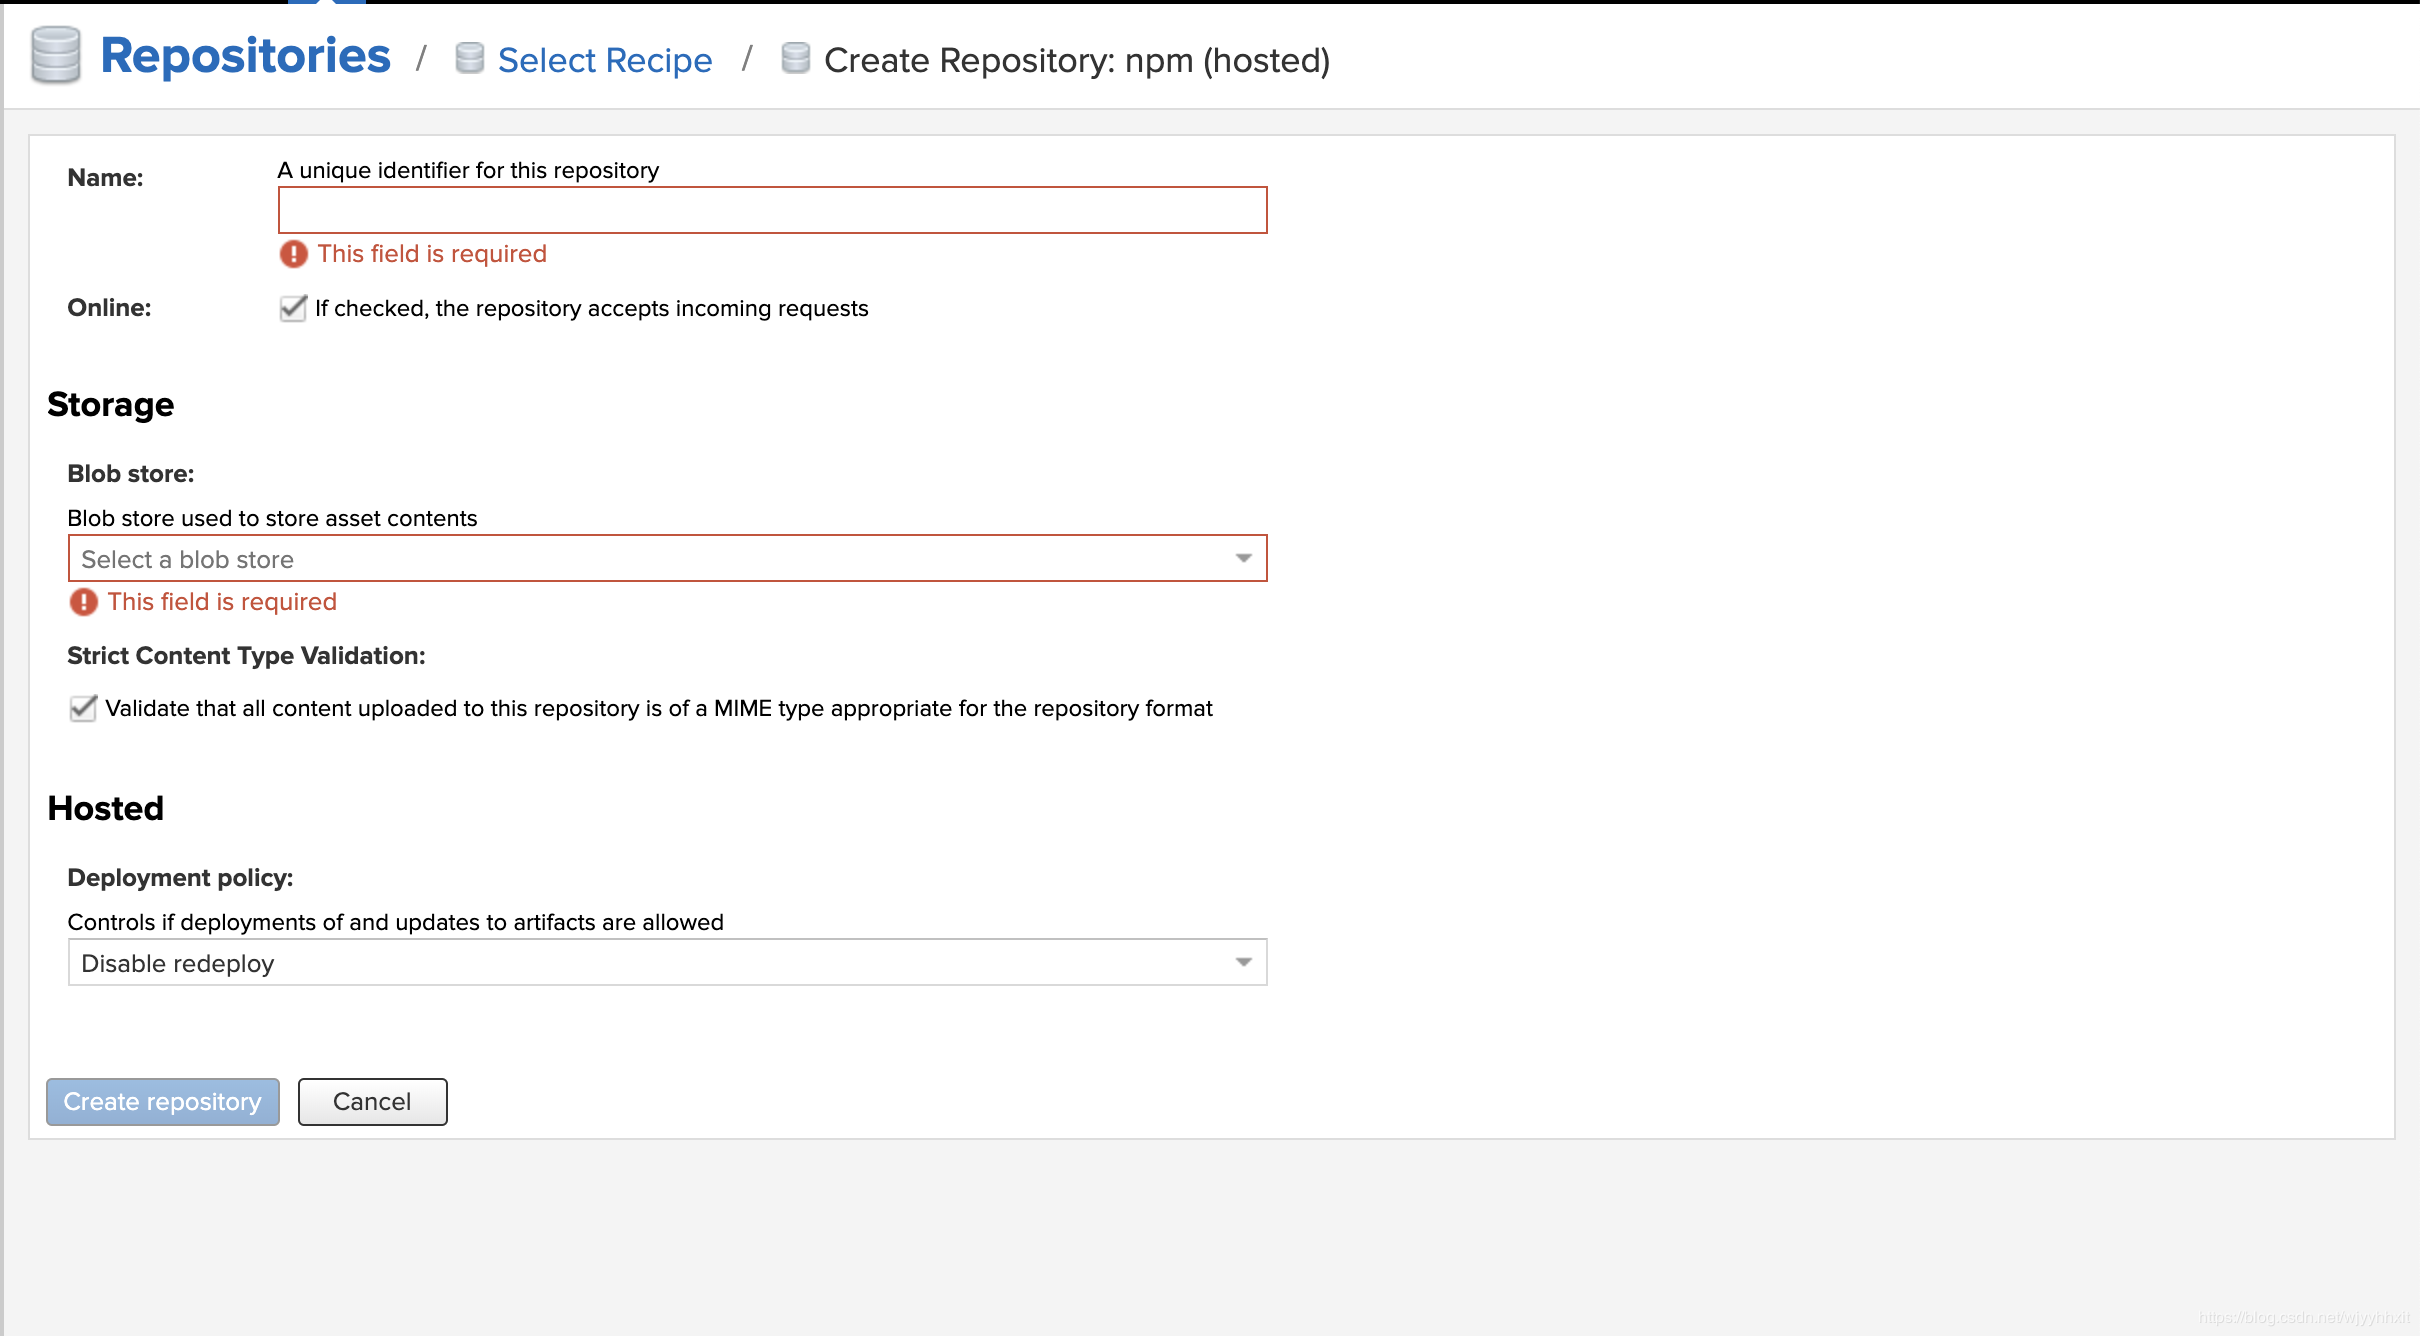 Repositories / Select Recipe / Create Repository: npm (hosted)
Name:
A unique identifier for this repository
This field is required
Online:
If checked, the repository accepts incoming requests
Storage
Blob store:
Blob store used to store asset contents
Select a blob store
This field is required
Strict Content Type Validation:
Validate that all content uploaded to this repository is of a MIME type appropriate for the repository format
Hosted
Deployment policy:
Controls if deployments of and updates to artifacts are allowed
Disable redeploy
Create repository
Cancel
https://blog.csdn.net/wjyyhhxit